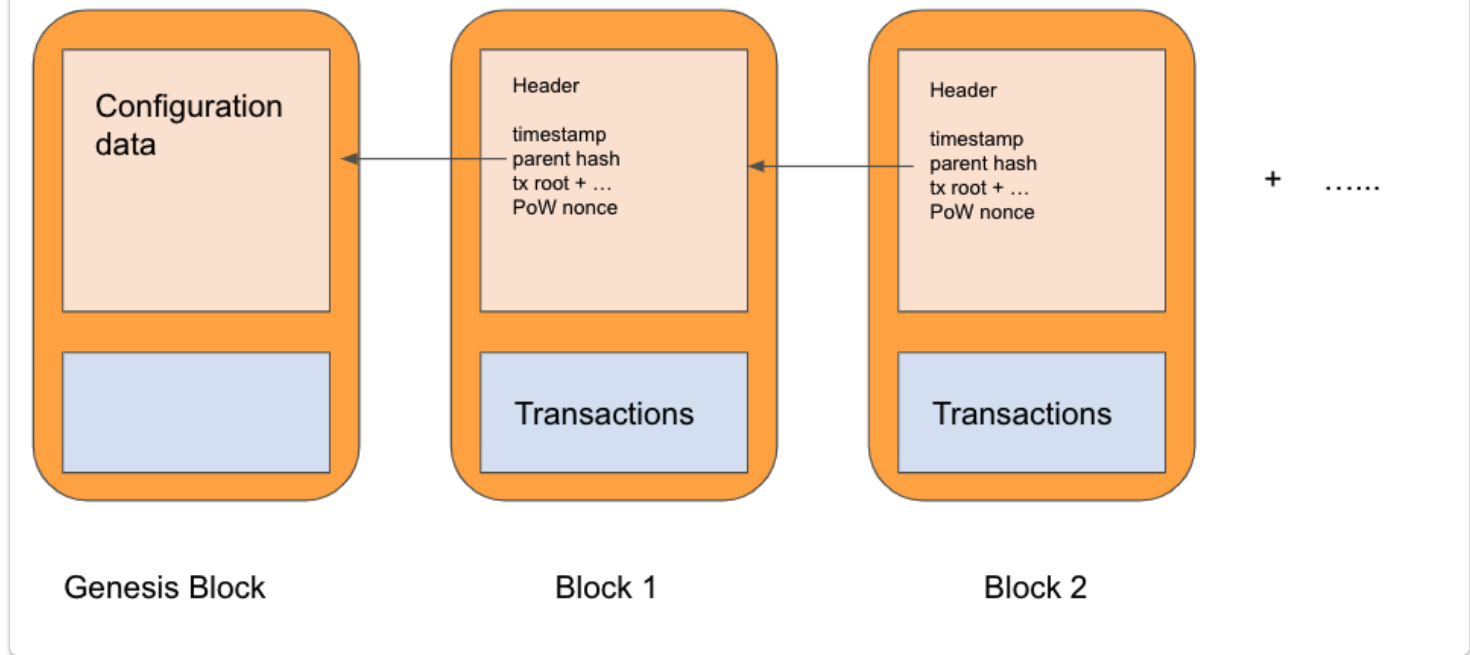 Configuration
data
Header
timestamp
parent hash
tx root + …
PoW nonce
Header
timestamp
parent hash
tx root + …
PoW nonce
+ …...
Transactions
Transactions
Genesis Block
Block 1
Block 2